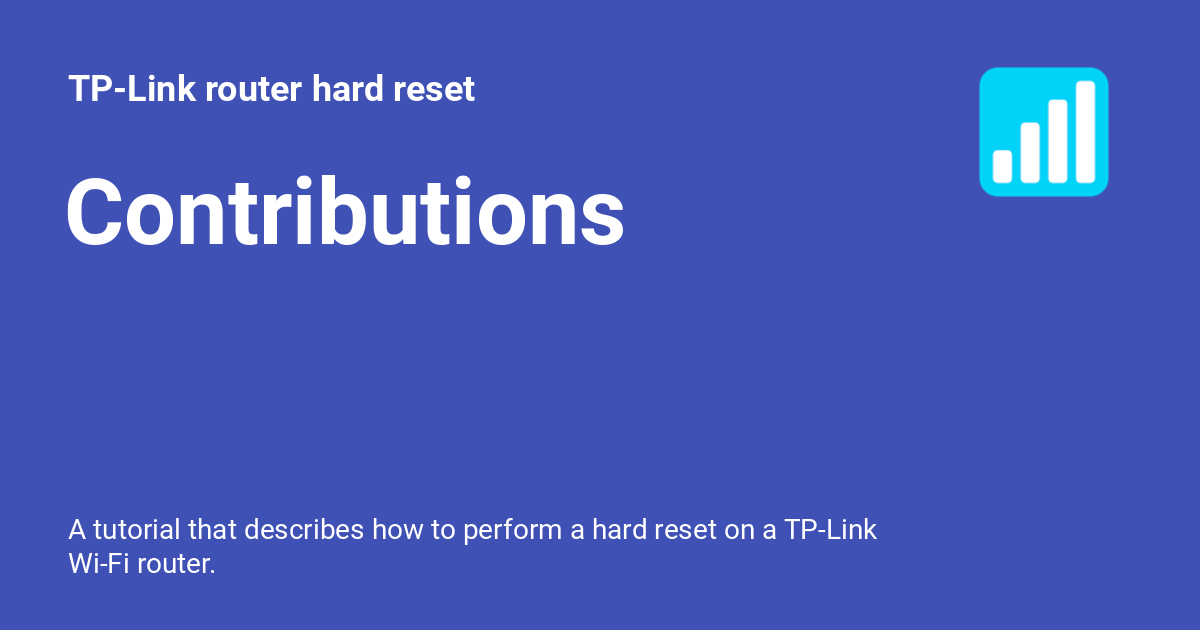 TP-Link router hard reset
Contributions
A tutorial that describes how to perform a hard reset on a TP-Link
Wi-Fi router.